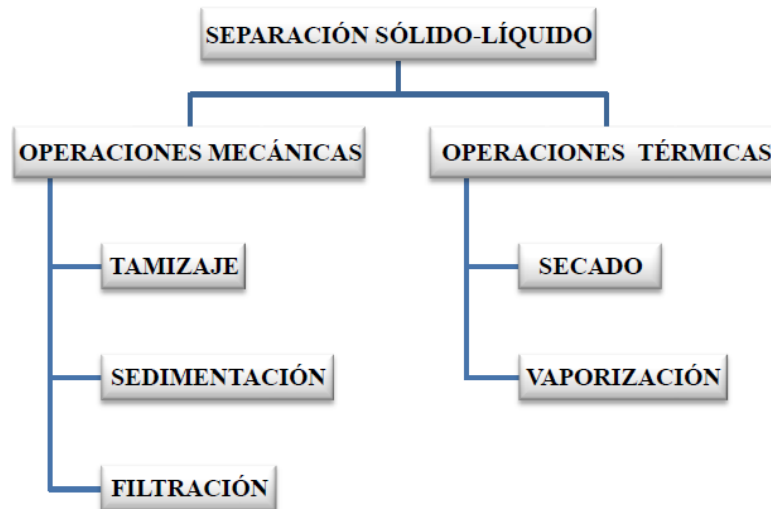 SEPARACIÓN SÓLIDO-LÍQUIDO
OPERACIONES MECÁNICAS
OPERACIONES TÉRMICAS
TAMIZAJE
SECADO
SEDIMENTACIÓN
VAPORIZACIÓN
FILTRACIÓN